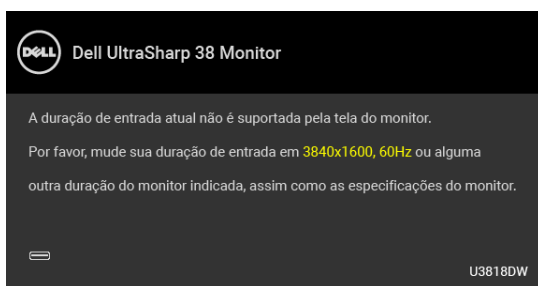 DELL
Dell UltraSharp 38 Monitor
A duração de entrada atual não é suportada pela tela do monitor.
Por favor, mude sua duração de entrada em 3840x1600, 60Hz ou alguma
outra duração do monitor indicada, assim como as especificações do monitor.
U3818DW